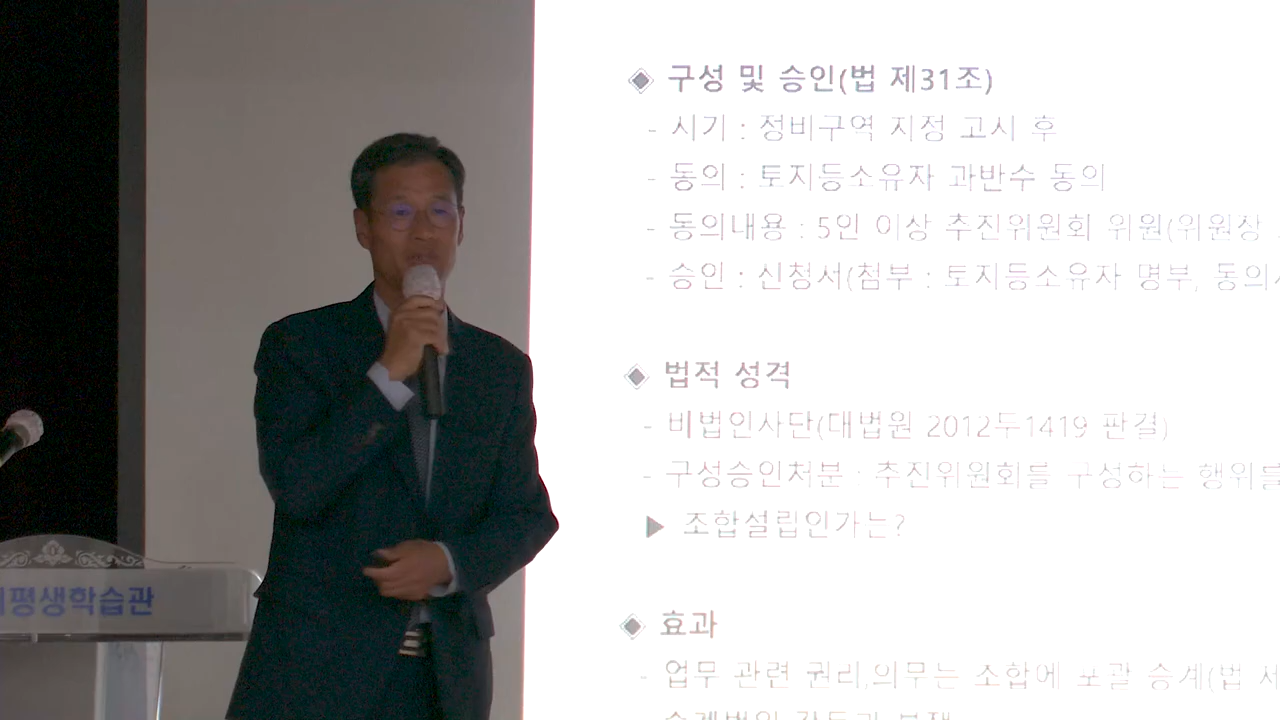 ◈ 구성 및 승인(법 제31조)
- 시기 : 정비구역 지정 고시 후
- 동의 : 토지등소유자 과반수 동의
- 동의내용 : 5인 이상 추진위원회 위원(위원장
- 승인 : 신청서(첨부 : 토지등소유자 명부, 동의
◈ 법적 성격
- 비법인사단(대법원 2012두1419 판결)
- 구성승인처분 · 추진위원회를 구성하는 행위를
▶ 조합설립인가는?
◈ 효과
- 업무 관련 권리,의무는 조합에 포괄 승계(법 제
평생학습관